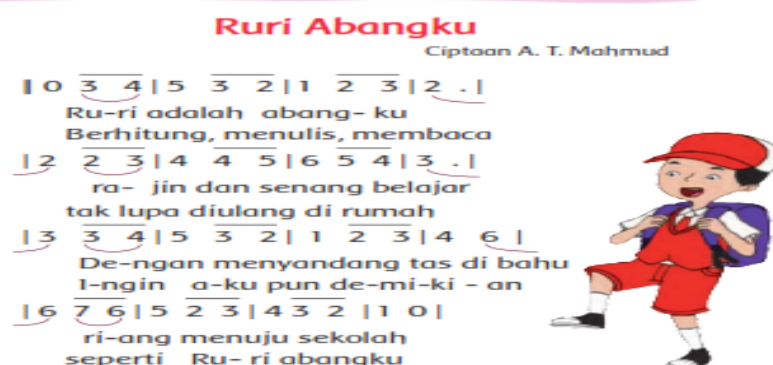 Ruri Abangku
Ciptaan A. T. Mahmud
‖ 0 3 4 | 5 3 2 | 1 2 3 | 2 . |
Ru-ri adalah abang- ku
Berhitung, menulis, membaca
| 2 2 3 | 4 4 5 | 6 5 4 | 3 . |
ra- jin dan senang belajar
tak lupa diulang di rumah
| 3 3 4 | 5 3 2 | 1 2 3 | 4 6 |
De-ngan menyandang tas di bahu
I-ngin a-ku pun de-mi-ki - an
| 6 7 6 | 5 2 3 | 4 3 2 | 1 0 |
ri-ang menuju sekolah
seperti Ru- ri abangku